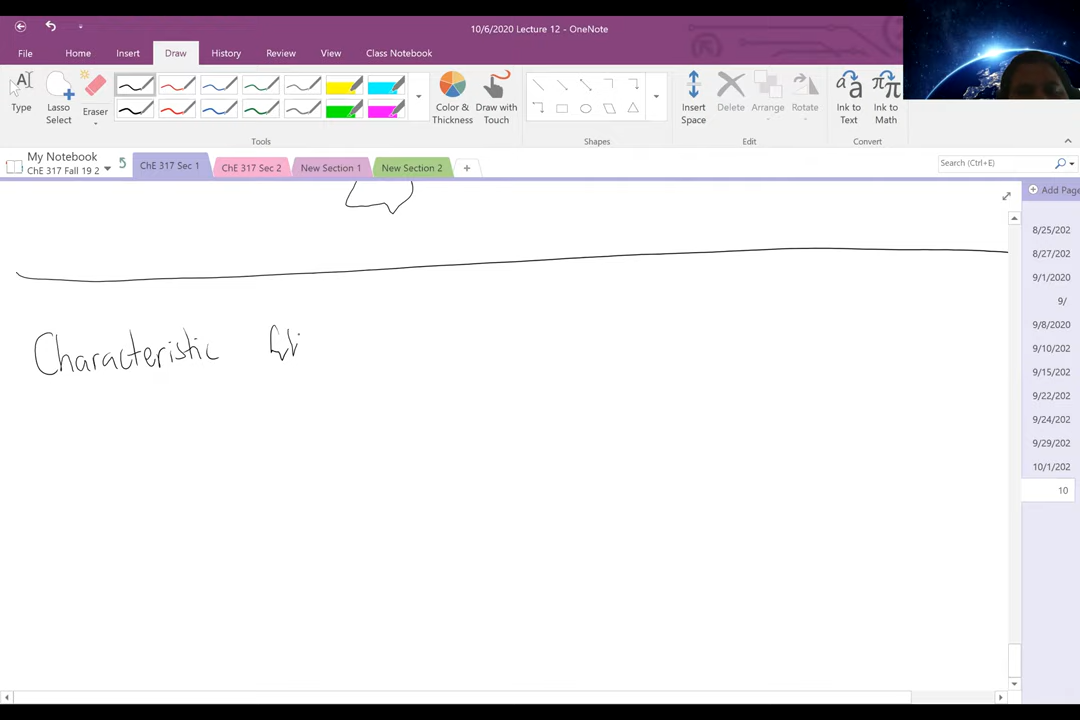 10/6/2020 Lecture 12 - OneNote
File Home Insert Draw History Review View Class Notebook
Type
Lasso Select
Eraser
Color & Thickness
Draw with Touch
Insert Space
Delete
Arrange
Rotate
Ink to Text
Ink to Math
Tools Shapes Edit Convert
My Notebook
ChE 317 Fall 19 2
ChE 317 Sec 1 ChE 317 Sec 2 New Section 1 New Section 2 +
Search (Ctrl+E)
Add Page
8/25/202
8/27/202
9/1/2020
9/
9/8/2020
9/10/202
9/15/202
9/22/202
9/24/202
9/29/202
10/1/202
10
Characteristic